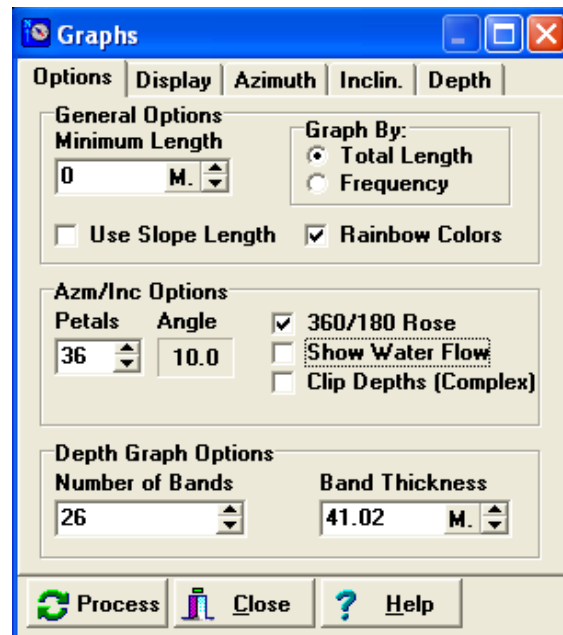 Graphs
Options Display Azimuth Inclin. Depth
General Options
Minimum Length
0 M.
Graph By:
Total Length
Frequency
Use Slope Length Rainbow Colors
Azm/Inc Options
Petals Angle
36 10.0
360/180 Rose
Show Water Flow
Clip Depths (Complex)
Depth Graph Options
Number of Bands Band Thickness
26 41.02 M.
Process Close ? Help